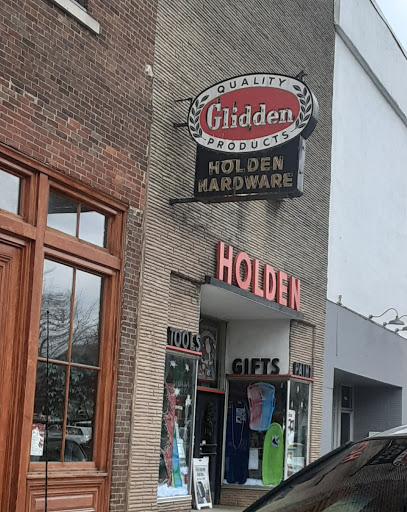 QUALITY
Glidden
PRODUCTS
HOLDEN
HARDWARE
HOLDEN
TOOLS
GIFTS
PAINT